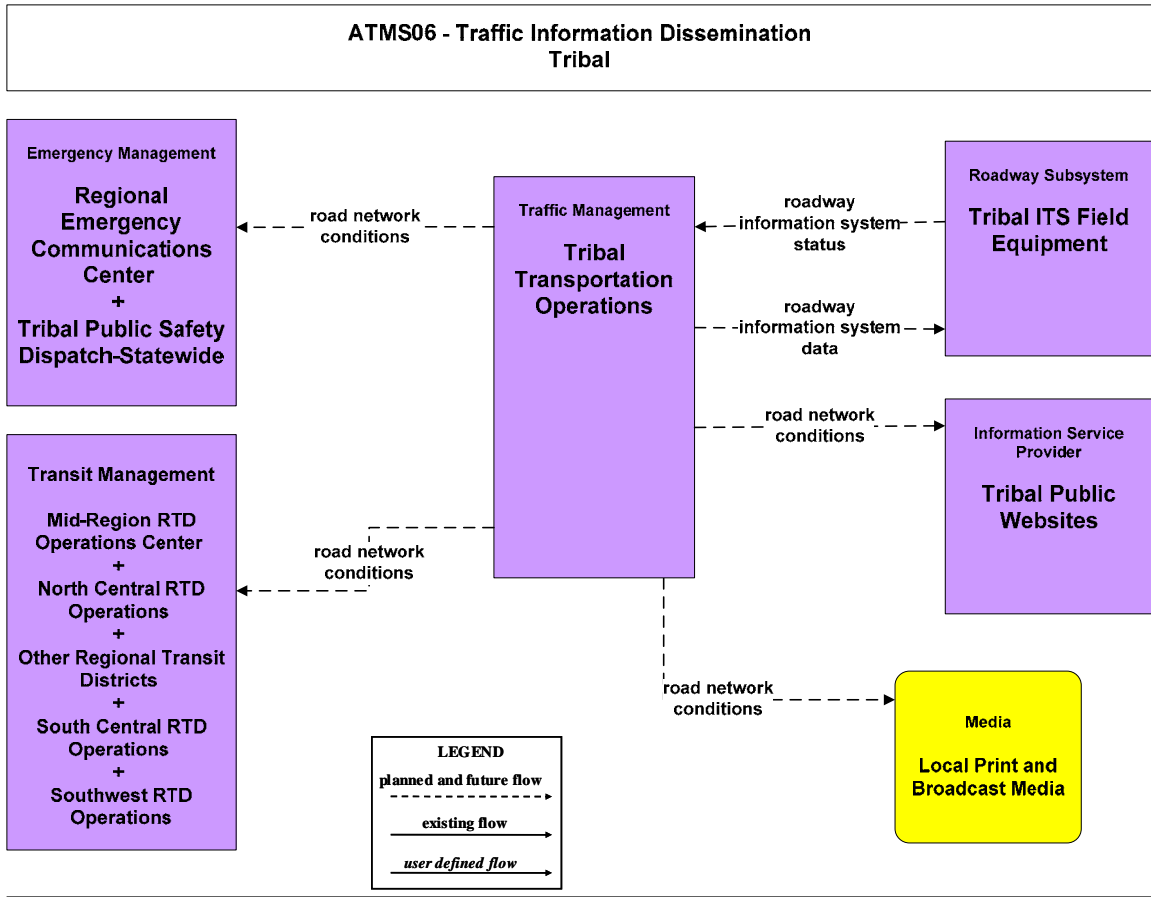 ATMS06 - Traffic Information Dissemination
Tribal
Emergency Management
Regional
Emergency
Communications
Center
+
Tribal Public Safety
Dispatch-Statewide
road network
conditions
Traffic Management
Tribal
Transportation
Operations
roadway
information system
status
roadway
information system
data
Roadway Subsystem
Tribal ITS Field
Equipment
road network
conditions
Information Service
Provider
Tribal Public
Websites
Transit Management
Mid-Region RTD
Operations Center
+
North Central RTD
Operations
+
Other Regional Transit
Districts
+
South Central RTD
Operations
+
Southwest RTD
Operations
road network
conditions
road network
conditions
Media
Local Print and
Broadcast Media
LEGEND
planned and future flow
existing flow
user defined flow